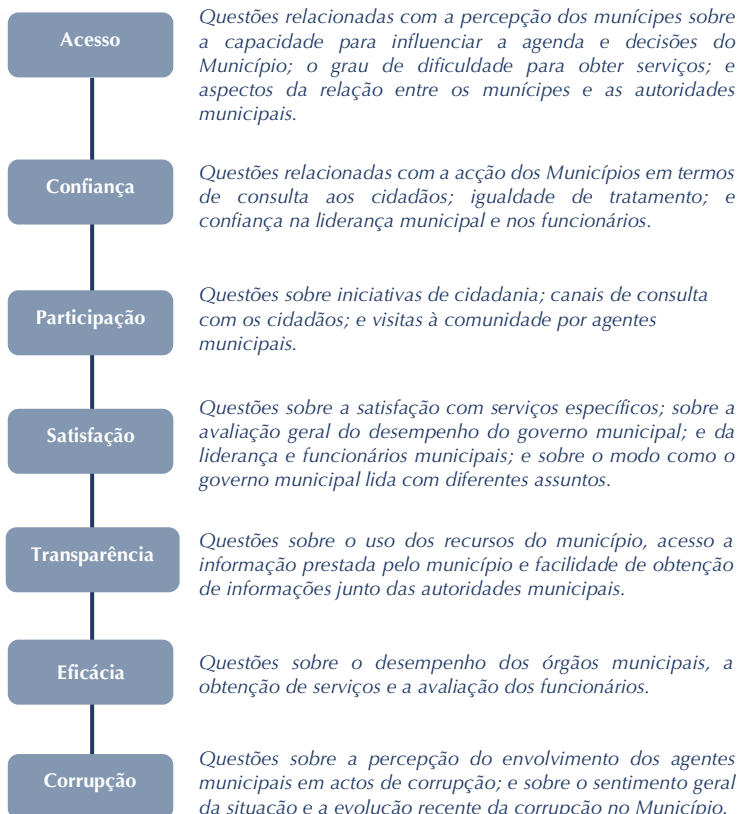 Acesso
Questões relacionadas com a percepção dos munícipes sobre
a capacidade para influenciar a agenda e decisões do
Município; o grau de dificuldade para obter serviços; e
aspectos da relação entre os munícipes e as autoridades
municipais.
Confiança
Questões relacionadas com a acção dos Municípios em termos
de consulta aos cidadãos; igualdade de tratamento; e
confiança na liderança municipal e nos funcionários.
Participação
Questões sobre iniciativas de cidadania; canais de consulta
com os cidadãos; e visitas à comunidade por agentes
municipais.
Satisfação
Questões sobre a satisfação com serviços específicos; sobre a
avaliação geral do desempenho do governo municipal; e da
liderança e funcionários municipais; e sobre o modo como o
governo municipal lida com diferentes assuntos.
Transparência
Questões sobre o uso dos recursos do município, acesso a
informação prestada pelo município e facilidade de obtenção
de informações junto das autoridades municipais.
Eficácia
Questões sobre o desempenho dos órgãos municipais, a
obtenção de serviços e a avaliação dos funcionários.
Corrupção
Questões sobre a percepção do envolvimento dos agentes
municipais em actos de corrupção; e sobre o sentimento geral
da situação e a evolução recente da corrupção no Município.